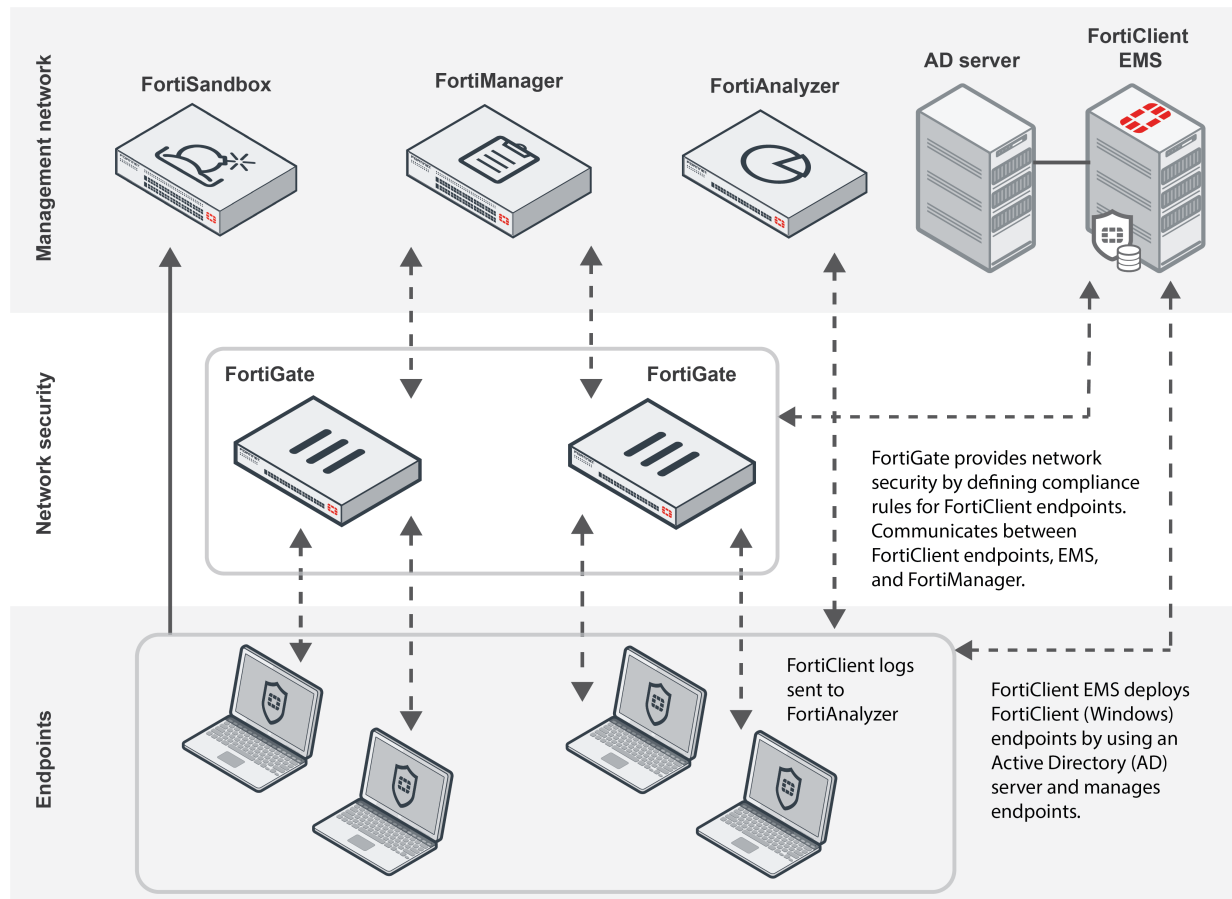 Management network
FortiSandbox
FortiManager
FortiAnalyzer
AD server
FortiClient
EMS
Network security
FortiGate
FortiGate
FortiGate provides network
security by defining compliance
rules for FortiClient endpoints.
Communicates between
FortiClient endpoints, EMS,
and FortiManager.
Endpoints
FortiClient logs
sent to
FortiAnalyzer
FortiClient EMS deploys
FortiClient (Windows)
endpoints by using an
Active Directory (AD)
server and manages
endpoints.